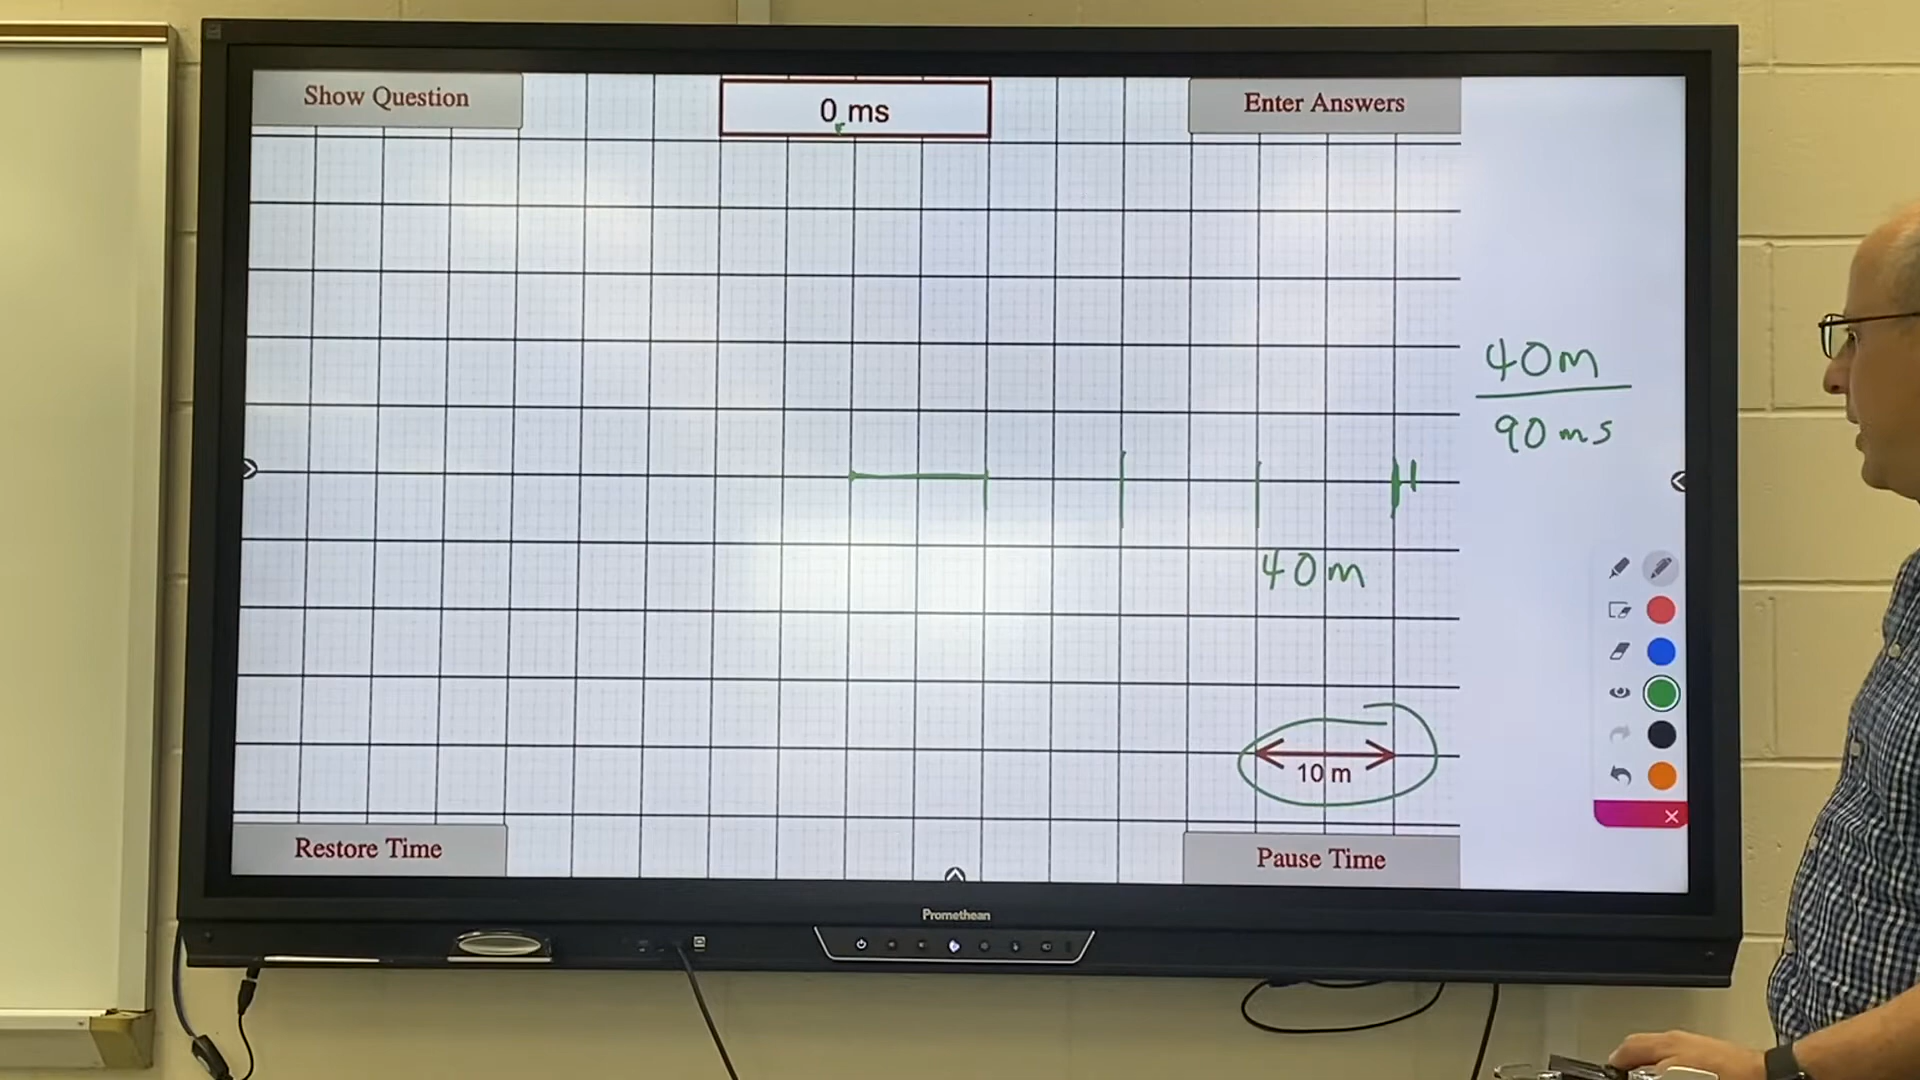 Show Question
0 ms
Enter Answers
40m
90ms
40m
10 m
Restore Time
Pause Time
Promethean